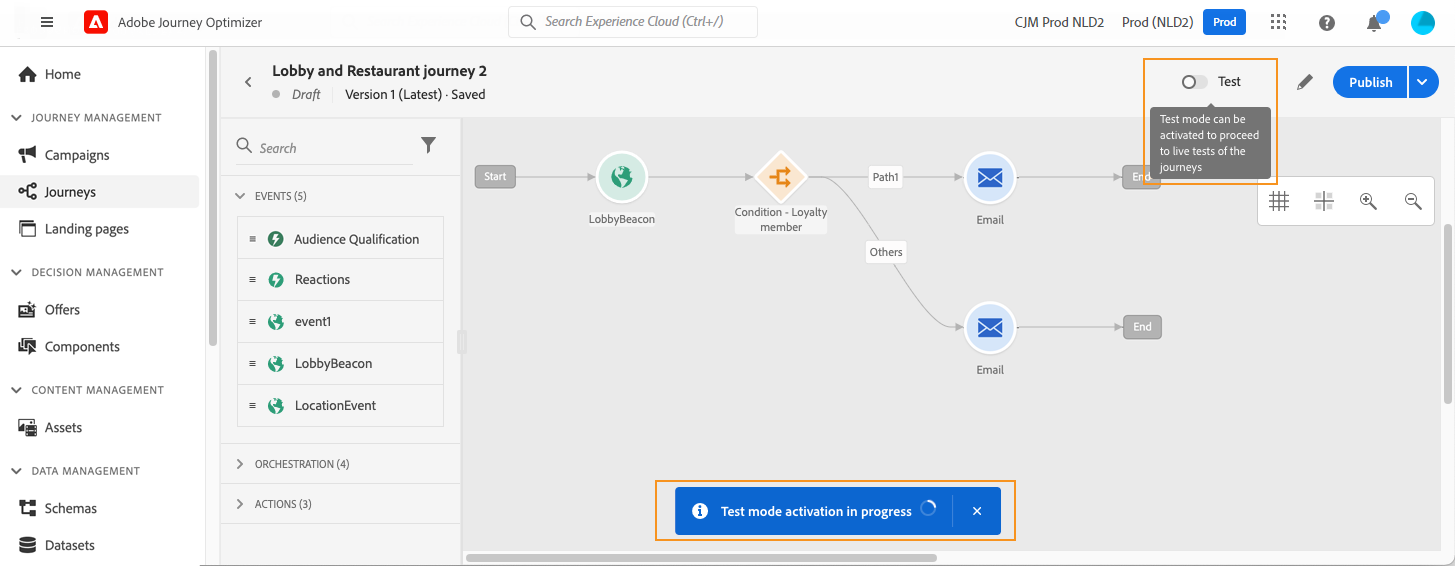 Adobe Journey Optimizer
Search Experience Cloud (Ctrl+/)
CJM Prod NLD2
Prod (NLD2)
Prod
Home
JOURNEY MANAGEMENT
Campaigns
Journeys
Landing pages
DECISION MANAGEMENT
Offers
Components
CONTENT MANAGEMENT
Assets
DATA MANAGEMENT
Schemas
Datasets
Lobby and Restaurant journey 2
Draft
Version 1 (Latest) · Saved
Test
Publish
Test mode can be
activated to proceed
to live tests of the
journeys
Search
EVENTS (5)
Audience Qualification
Reactions
event1
LobbyBeacon
LocationEvent
ORCHESTRATION (4)
ACTIONS (3)
Start
LobbyBeacon
Condition - Loyalty
member
Path1
Email
End
Others
Email
End
Test mode activation in progress